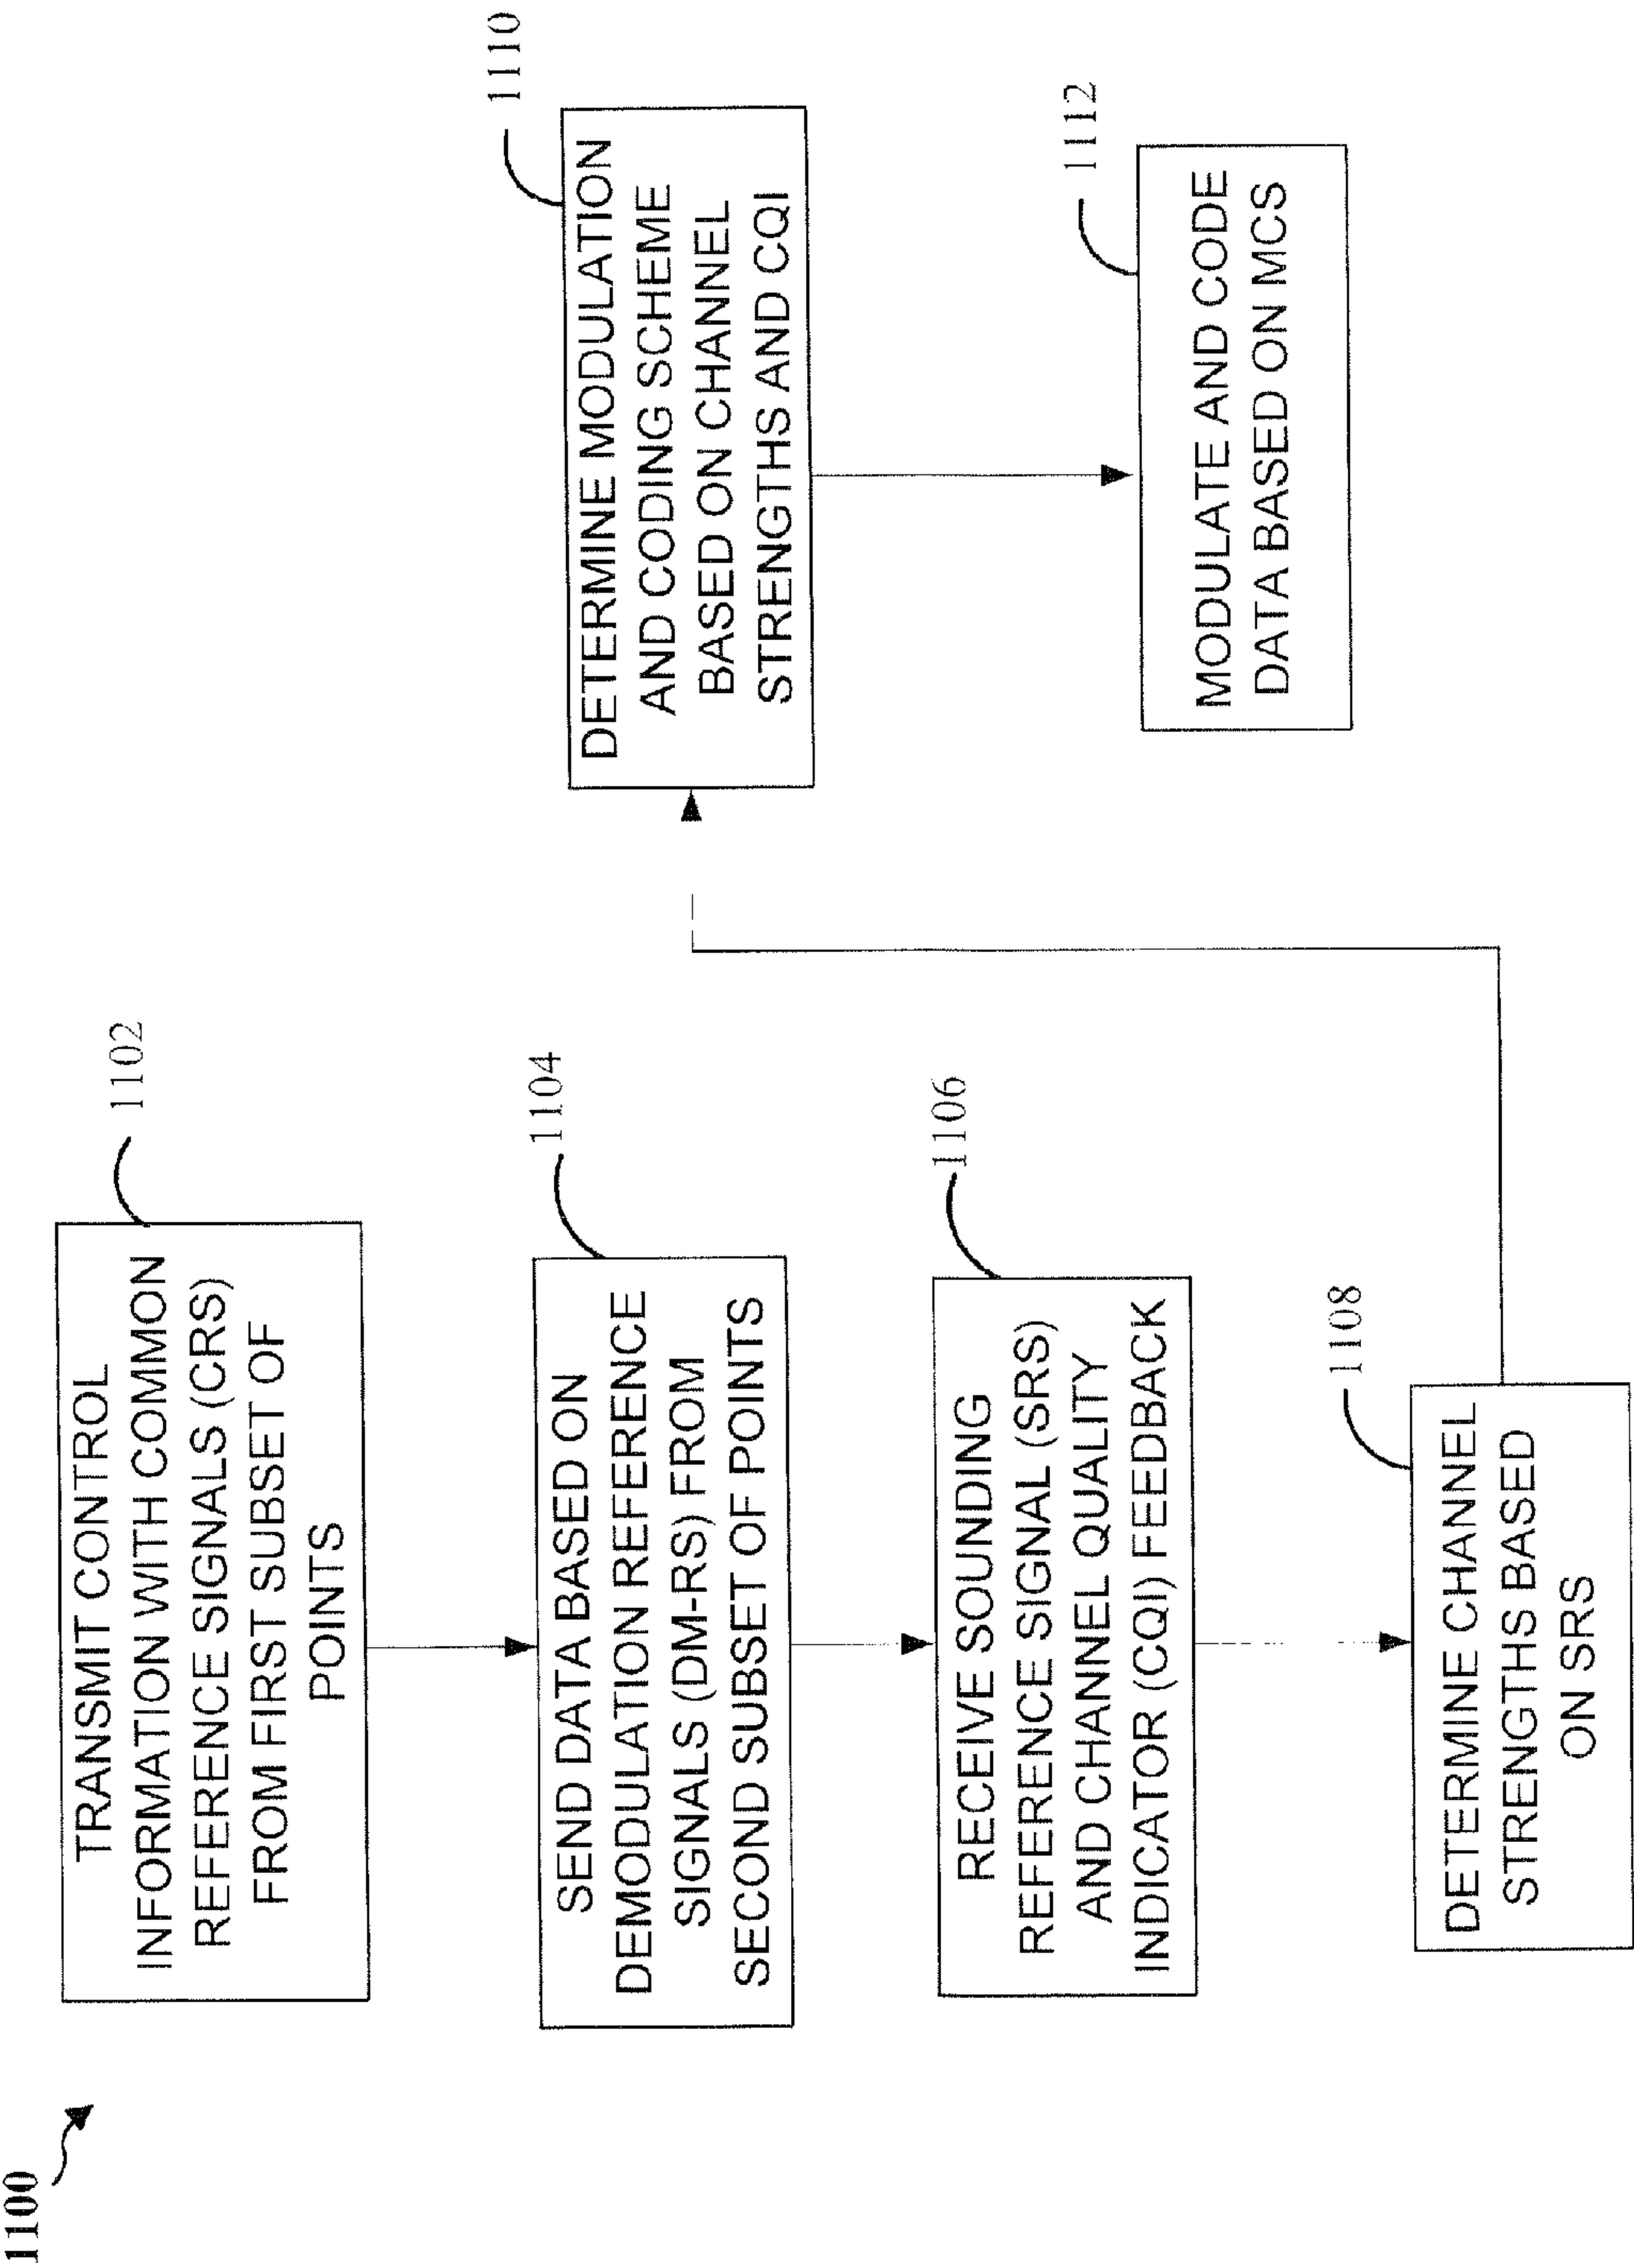 1100
1102
TRANSMIT CONTROL
INFORMATION WITH COMMON
REFERENCE SIGNALS (CRS)
FROM FIRST SUBSET OF
POINTS
1104
SEND DATA BASED ON
DEMODULATION REFERENCE
SIGNALS (DM-RS) FROM
SECOND SUBSET OF POINTS
1106
RECEIVE SOUNDING
REFERENCE SIGNAL (SRS)
AND CHANNEL QUALITY
INDICATOR (CQI) FEEDBACK
1108
DETERMINE CHANNEL
STRENGTHS BASED
ON SRS
1110
DETERMINE MODULATION
AND CODING SCHEME
BASED ON CHANNEL
STRENGTHS AND CQI
1112
MODULATE AND CODE
DATA BASED ON MCS